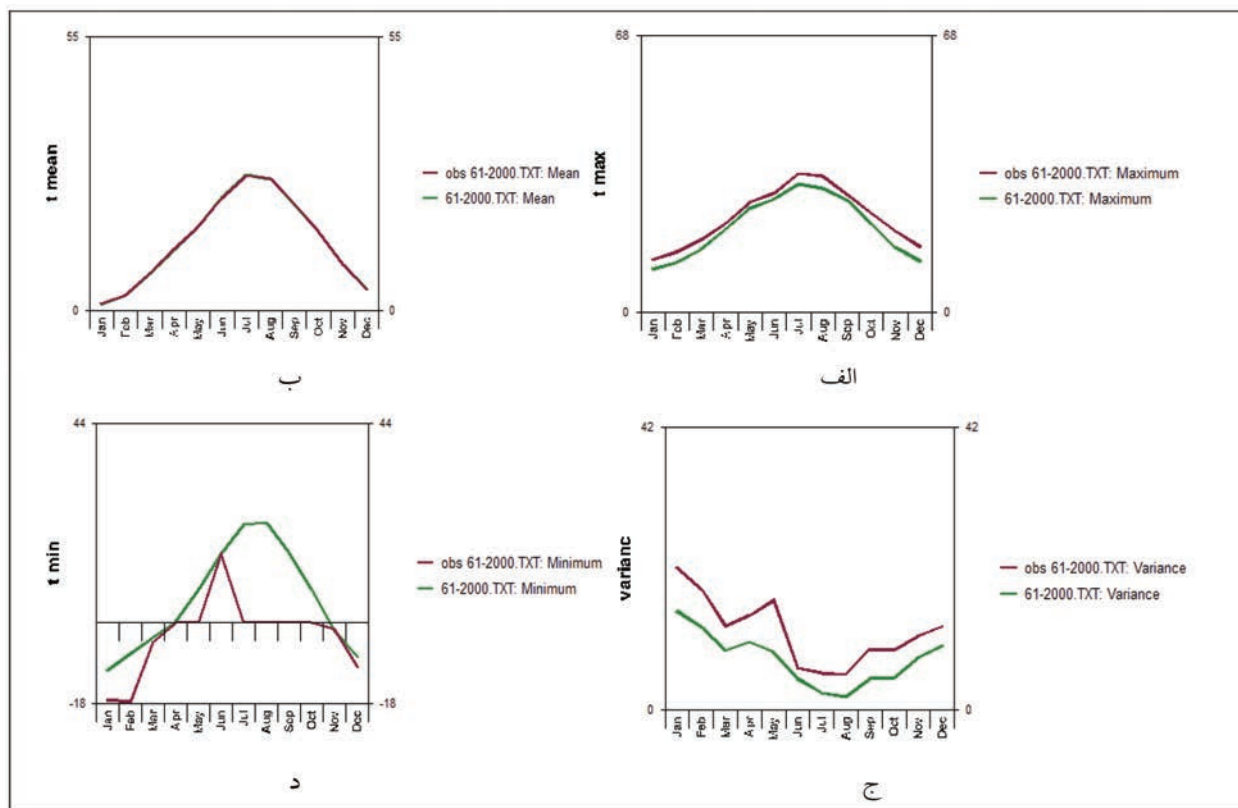 55
55
t mean
0
0
Jan Feb Mar Apr May Jun Jul Aug Sep Oct Nov Dec
obs 61-2000.TXT: Mean
61-2000.TXT: Mean
ب
68
68
t max
0
0
Jan Feb Mar Apr May Jun Jul Aug Sep Oct Nov Dec
obs 61-2000.TXT: Maximum
61-2000.TXT: Maximum
الف
44
44
t min
-18
-18
Jan Feb Mar Apr May Jun Jul Aug Sep Oct Nov Dec
obs 61-2000.TXT: Minimum
61-2000.TXT: Minimum
د
42
42
varianc
0
0
Jan Feb Mar Apr May Jun Jul Aug Sep Oct Nov Dec
obs 61-2000.TXT: Variance
61-2000.TXT: Variance
ج